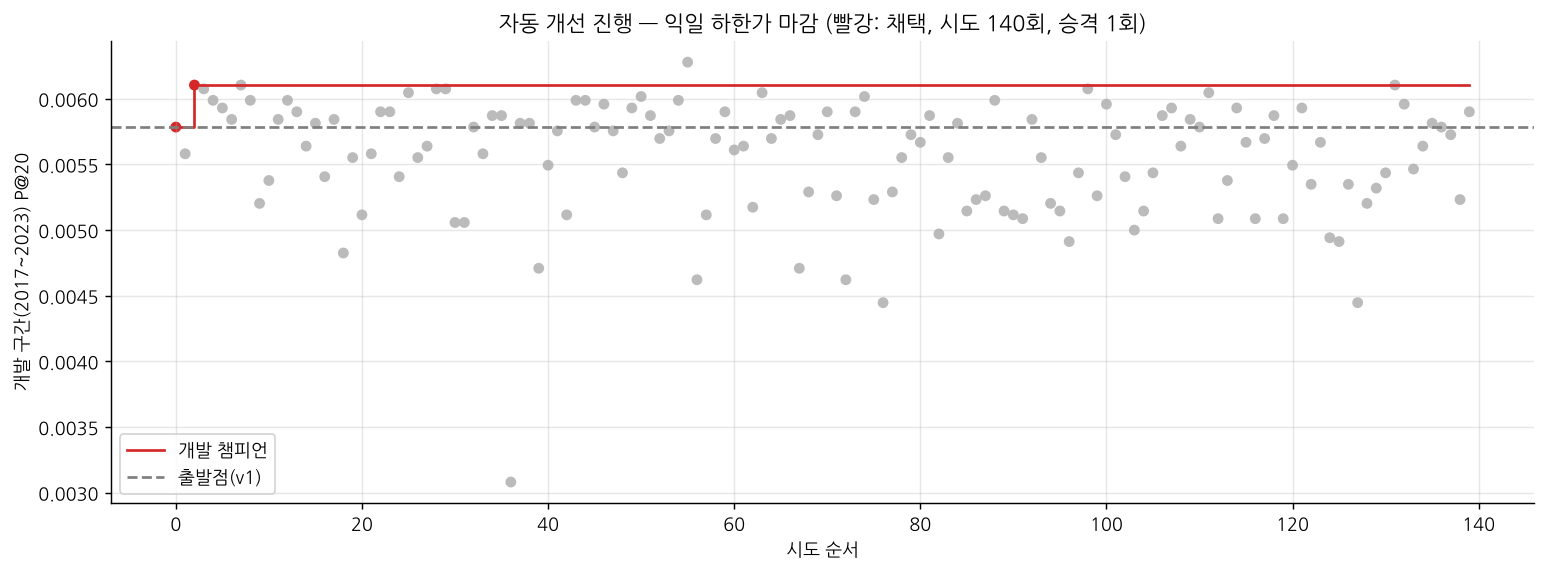 자동 개선 진행 — 익일 하한가 마감 (빨강: 채택, 시도 140회, 승격 1회)
개발 구간(2017~2023) P@20
0.0060
0.0055
0.0050
0.0045
0.0040
0.0035
0.0030
개발 챔피언
출발점(v1)
0 20 40 60 80 100 120 140
시도 순서